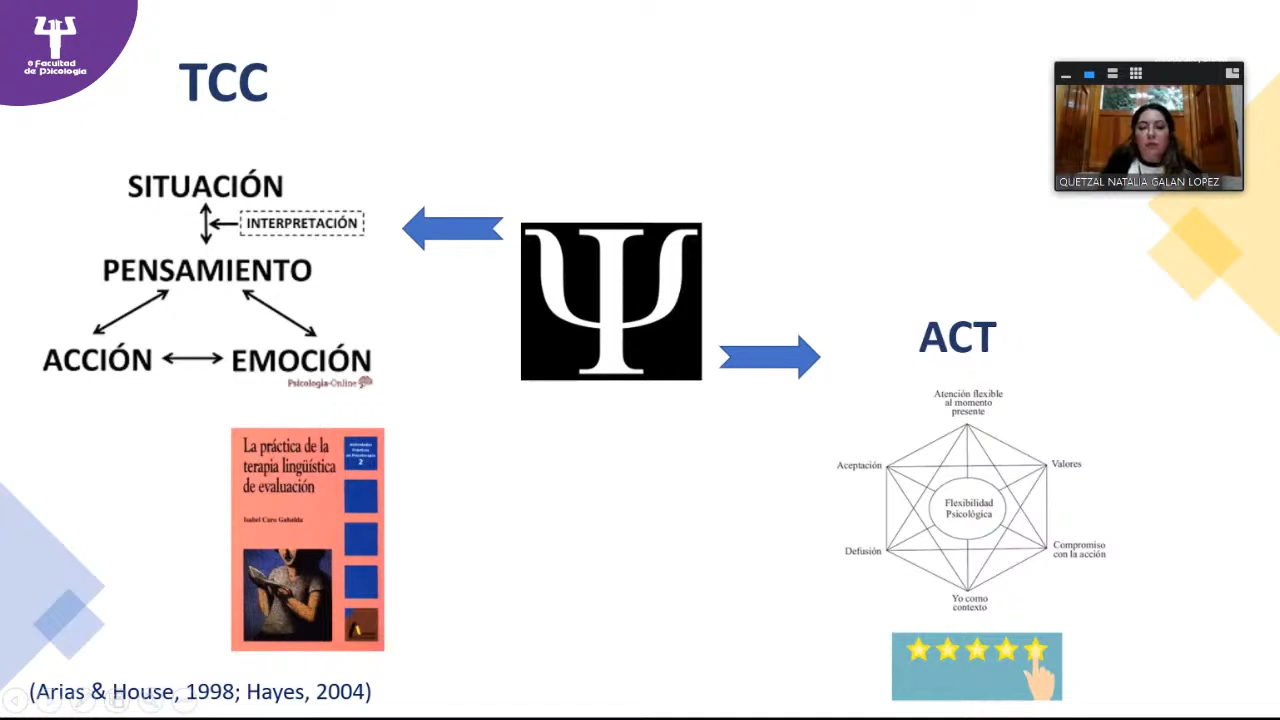 Facultad
de Psicología
TCC
SITUACIÓN
INTERPRETACIÓN
PENSAMIENTO
ACCIÓN
EMOCIÓN
Psicología-Online
La práctica de la
terapia lingüística
de evaluación
2
Isabel Caro Gabalda
(Arias & House, 1998; Hayes, 2004)
QUETZAL NATALIA GALAN LOPEZ
ACT
Atención flexible
al momento
presente
Aceptación
Valores
Flexibilidad
Psicológica
Defusión
Compromiso
con la acción
Yo como
contexto